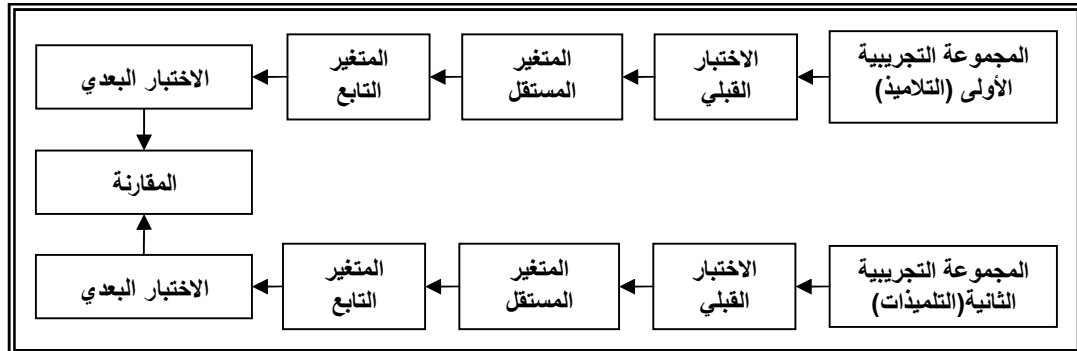 المجموعة التجريبية
الأولى (التلاميذ)
الاختبار
القبلي
المتغير
المستقل
المتغير
التابع
الاختبار البعدي
المقارنة
المجموعة التجريبية
الثانية(التلميذات)
الاختبار
القبلي
المتغير
المستقل
المتغير
التابع
الاختبار البعدي